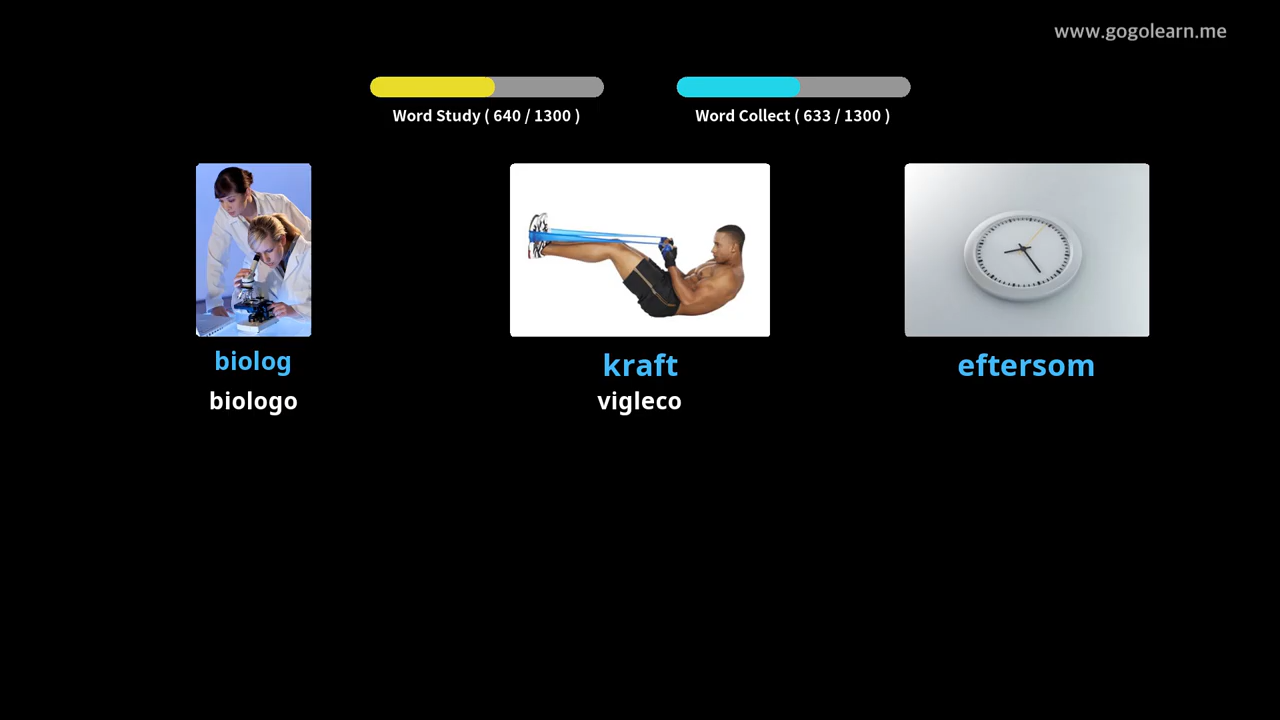 www.gogolearn.me
Word Study ( 640 / 1300 )
Word Collect ( 633 / 1300 )
biolog
biologo
kraft
vigleco
eftersom